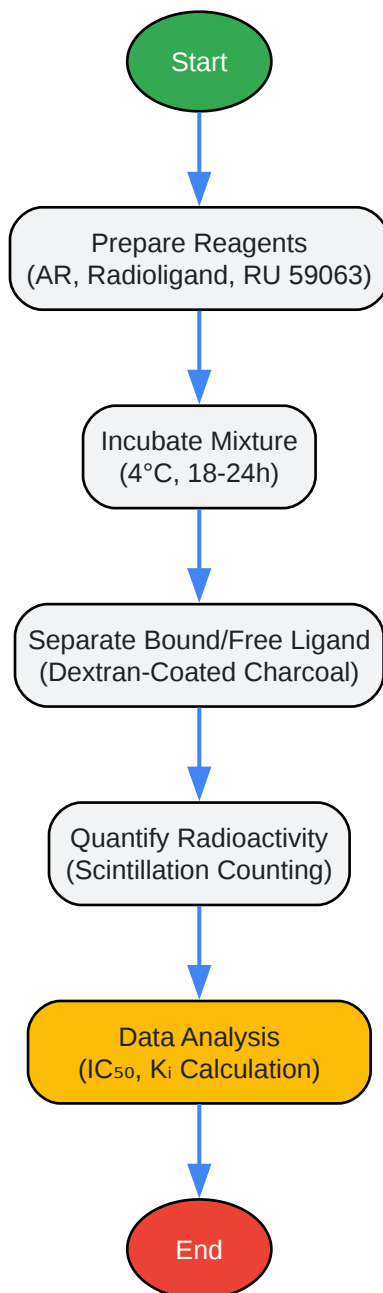 Start
Prepare Reagents
(AR, Radioligand, RU 59063)
Incubate Mixture
(4°C, 18-24h)
Separate Bound/Free Ligand
(Dextran-Coated Charcoal)
Quantify Radioactivity
(Scintillation Counting)
Data Analysis
(IC₅₀, Kᵢ Calculation)
End